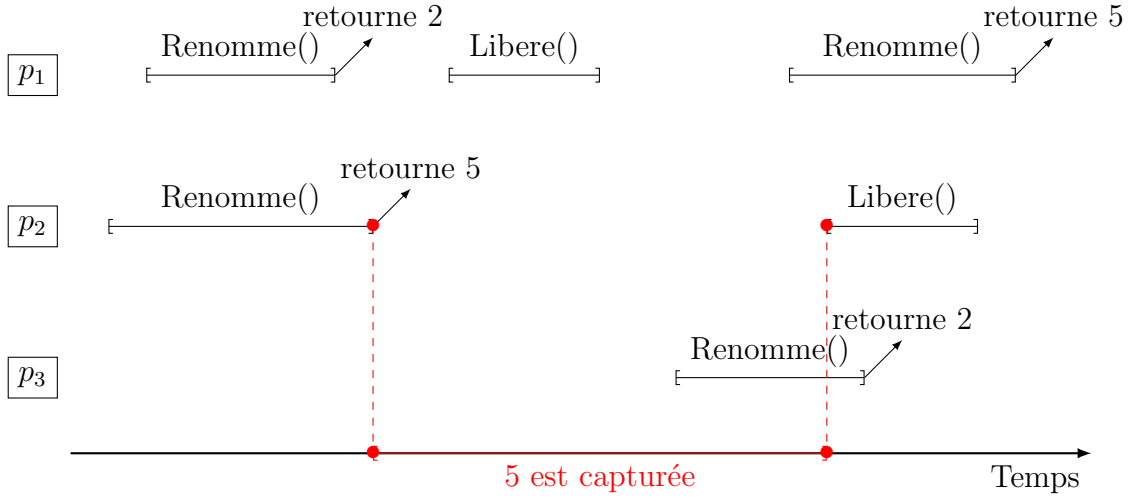 retourne 2
retourne 5
Renomme()
Libere()
Renomme()
p₁
retourne 5
Renomme()
Libere()
p₂
retourne 2
Renomme()
p₃
5 est capturée
Temps